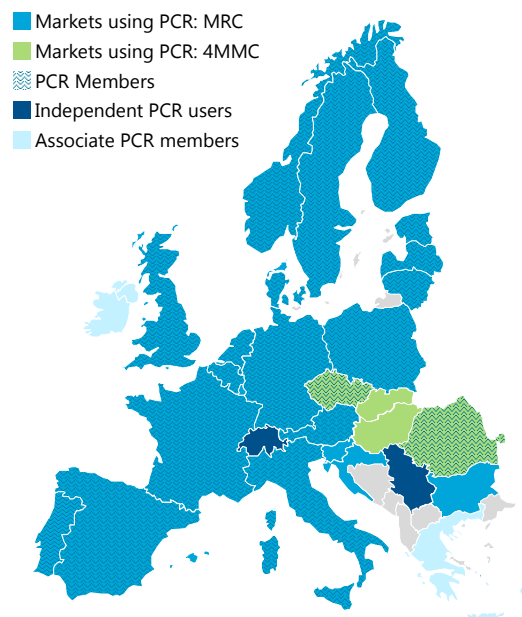 Markets using PCR: MRC
Markets using PCR: 4MMC
PCR Members
Independent PCR users
Associate PCR members